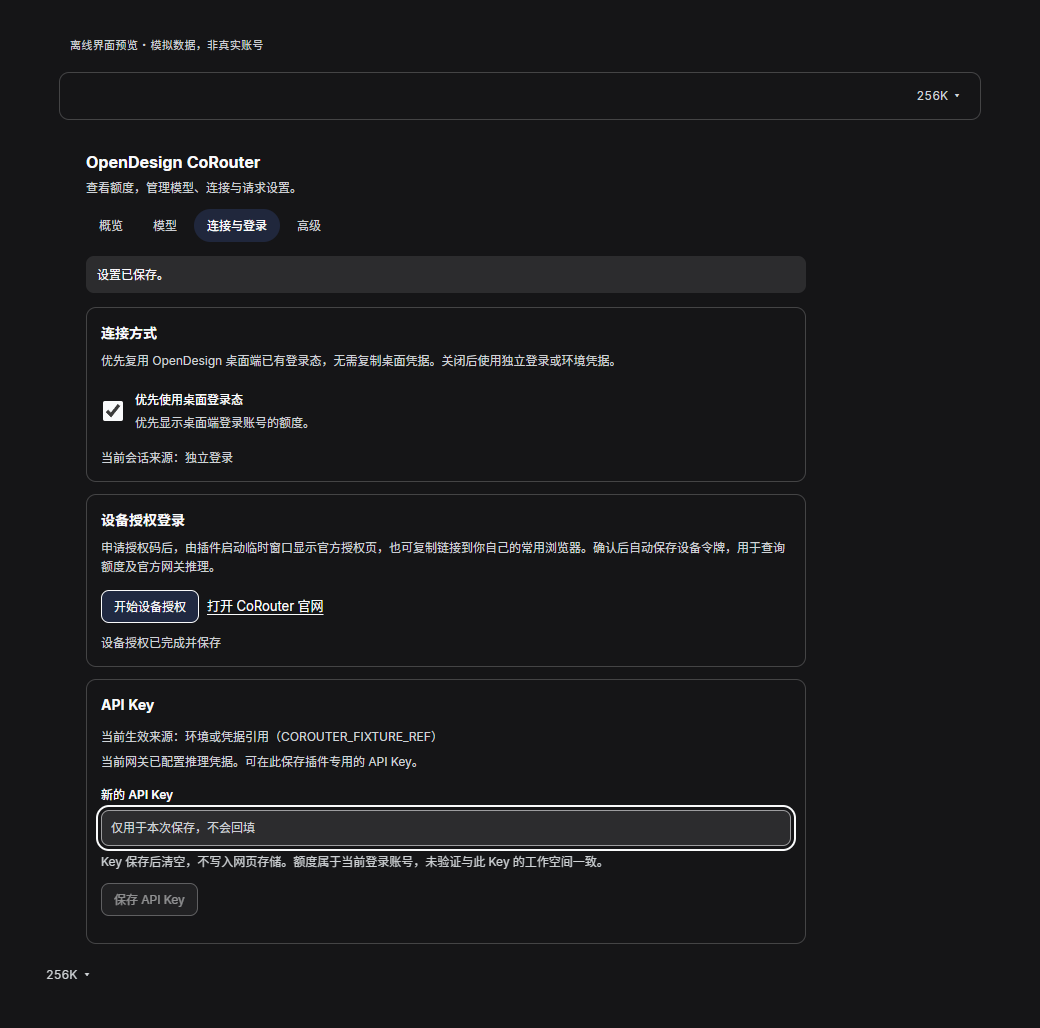 离线界面预览 · 模拟数据，非真实账号
256K
OpenDesign CoRouter
查看额度，管理模型、连接与请求设置。
概览 模型 连接与登录 高级
设置已保存。
连接方式
优先复用 OpenDesign 桌面端已有登录态，无需复制桌面凭据。关闭后使用独立登录或环境凭据。
优先使用桌面登录态
优先显示桌面端登录账号的额度。
当前会话来源：独立登录
设备授权登录
申请授权码后，由插件启动临时窗口显示官方授权页，也可复制链接到你自己的常用浏览器。确认后自动保存设备令牌，用于查询
额度及官方网关推理。
开始设备授权 打开 CoRouter 官网
设备授权已完成并保存
API Key
当前生效来源：环境或凭据引用（COROUTER_FIXTURE_REF）
当前网关已配置推理凭据。可在此保存插件专用的 API Key。
新的 API Key
仅用于本次保存，不会回填
Key 保存后清空，不写入网页存储。额度属于当前登录账号，未验证与此 Key 的工作空间一致。
保存 API Key
256K